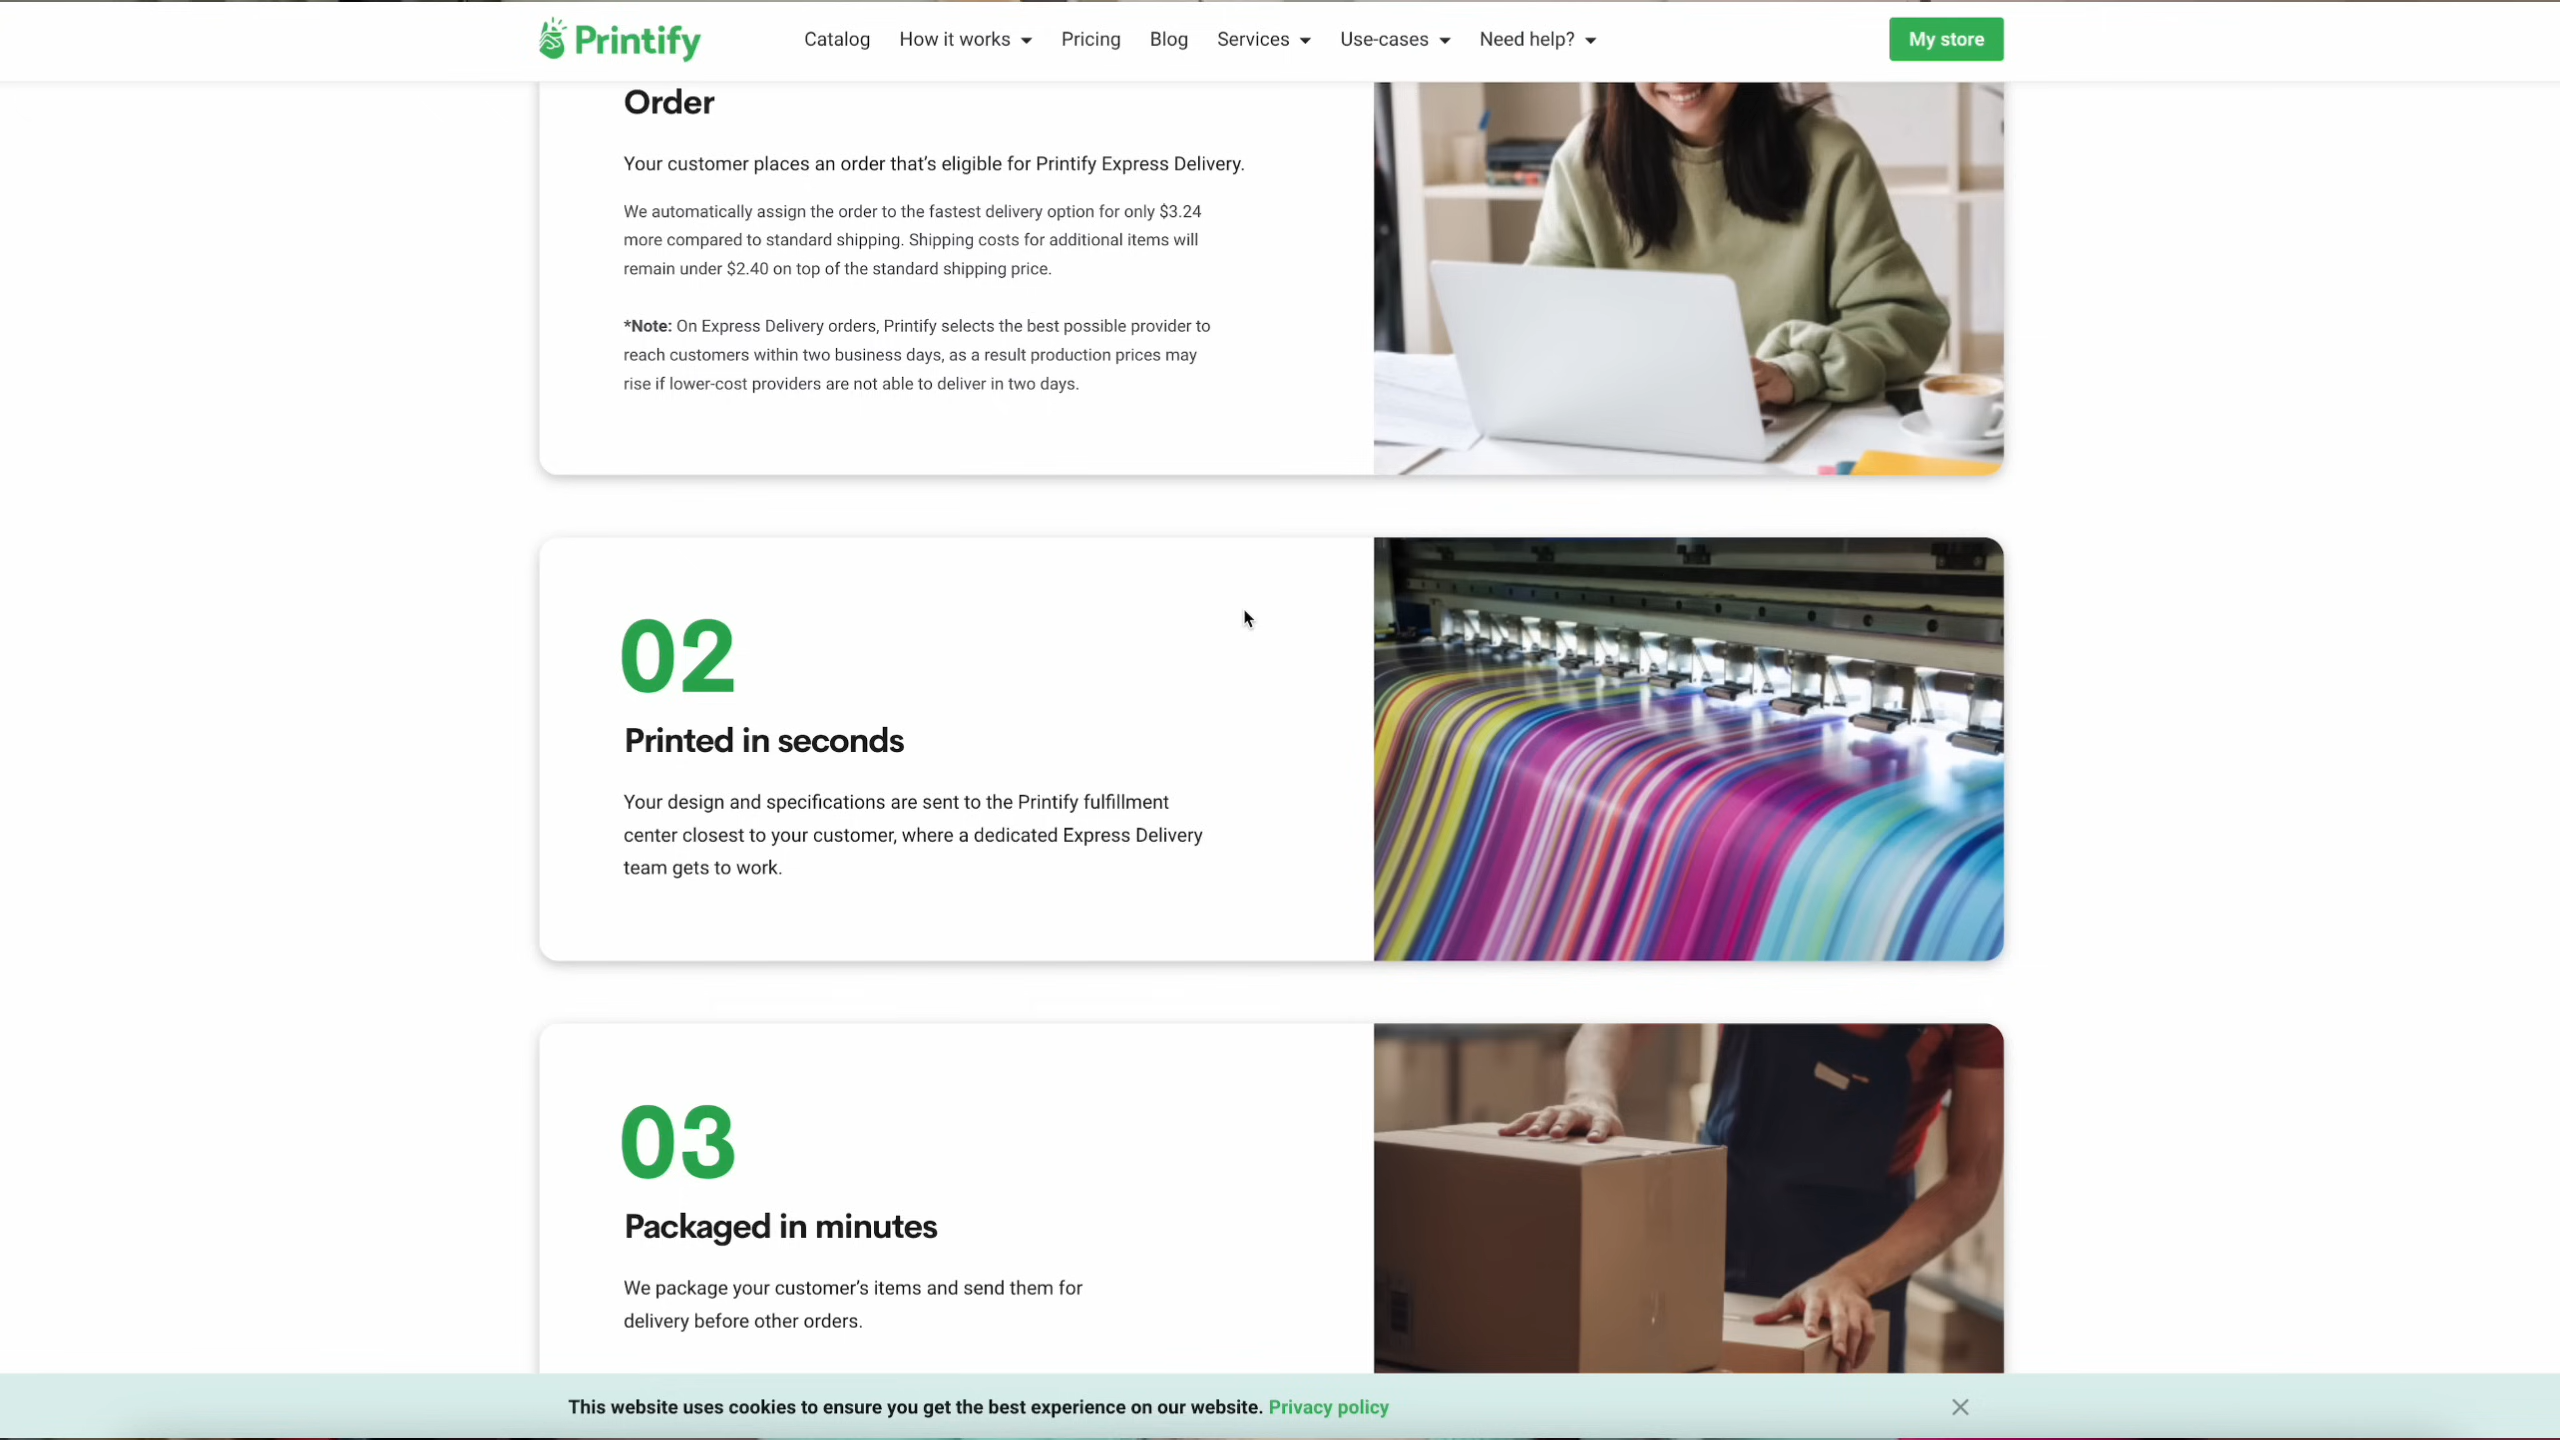 Printify
Catalog
How it works
Pricing
Blog
Services
Use-cases
Need help?
My store
Order
Your customer places an order that’s eligible for Printify Express Delivery.
We automatically assign the order to the fastest delivery option for only $3.24
more compared to standard shipping. Shipping costs for additional items will
remain under $2.40 on top of the standard shipping price.
*Note: On Express Delivery orders, Printify selects the best possible provider to
reach customers within two business days, as a result production prices may
rise if lower-cost providers are not able to deliver in two days.
02
Printed in seconds
Your design and specifications are sent to the Printify fulfillment
center closest to your customer, where a dedicated Express Delivery
team gets to work.
03
Packaged in minutes
We package your customer’s items and send them for
delivery before other orders.
This website uses cookies to ensure you get the best experience on our website. Privacy policy